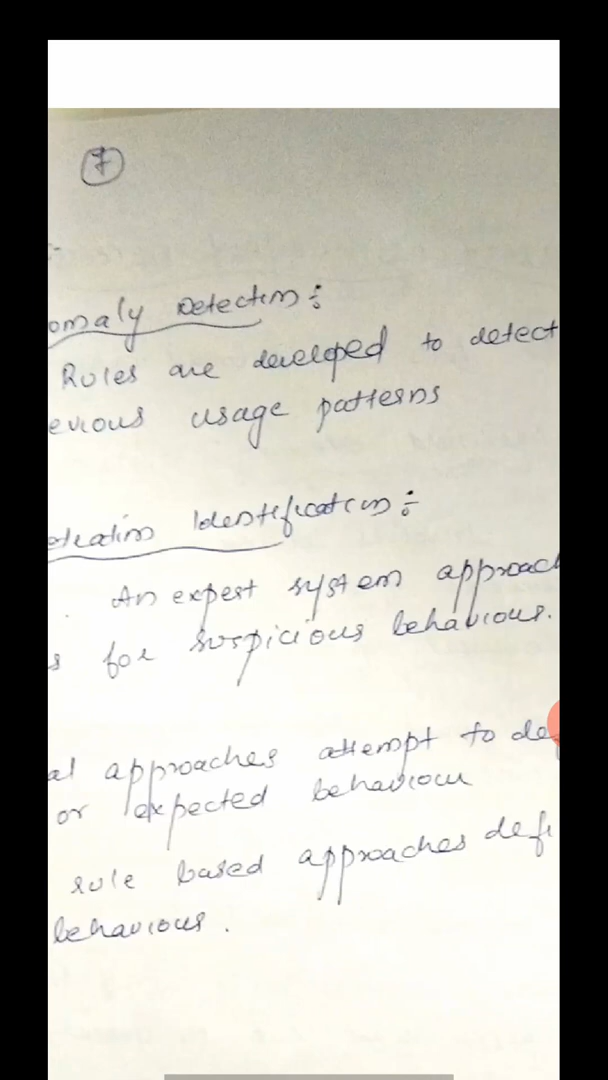 7
omaly Detection :
Rules are developed to detect
evious usage patterns
Identification :
An expert system approach
s for suspicious behaviour.
al approaches attempt to de
or expected behaviour
rule based approaches defi
behaviour.